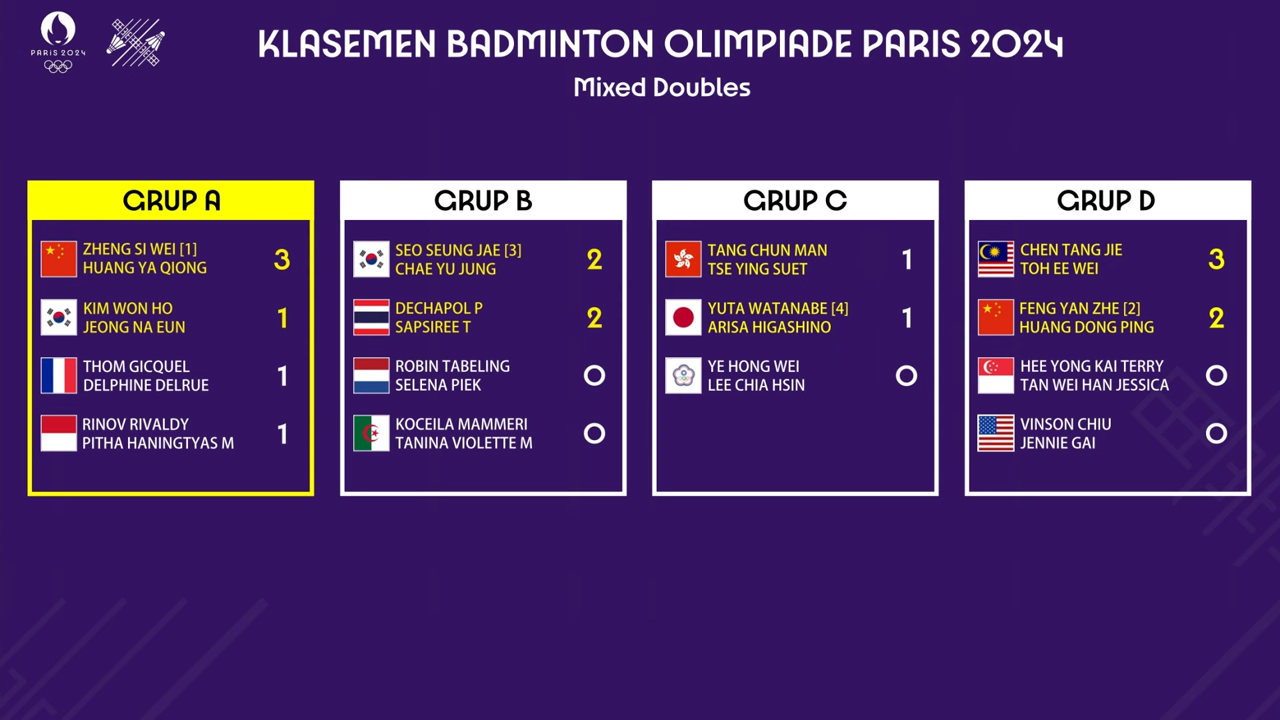 PARIS 2024
KLASEMEN BADMINTON OLIMPIADE PARIS 2024
Mixed Doubles
GRUP A
ZHENG SI WEI [1]
HUANG YA QIONG
3
KIM WON HO
JEONG NA EUN
1
THOM GICQUEL
DELPHINE DELRUE
1
RINOV RIVALDY
PITHA HANINGTYAS M
1
GRUP B
SEO SEUNG JAE [3]
CHAE YU JUNG
2
DECHAPOL P
SAPSIREE T
2
ROBIN TABELING
SELENA PIEK
0
KOCEILA MAMMERI
TANINA VIOLETTE M
0
GRUP C
TANG CHUN MAN
TSE YING SUET
1
YUTA WATANABE [4]
ARISA HIGASHINO
1
YE HONG WEI
LEE CHIA HSIN
0
GRUP D
CHEN TANG JIE
TOH EE WEI
3
FENG YAN ZHE [2]
HUANG DONG PING
2
HEE YONG KAI TERRY
TAN WEI HAN JESSICA
0
VINSON CHIU
JENNIE GAI
0